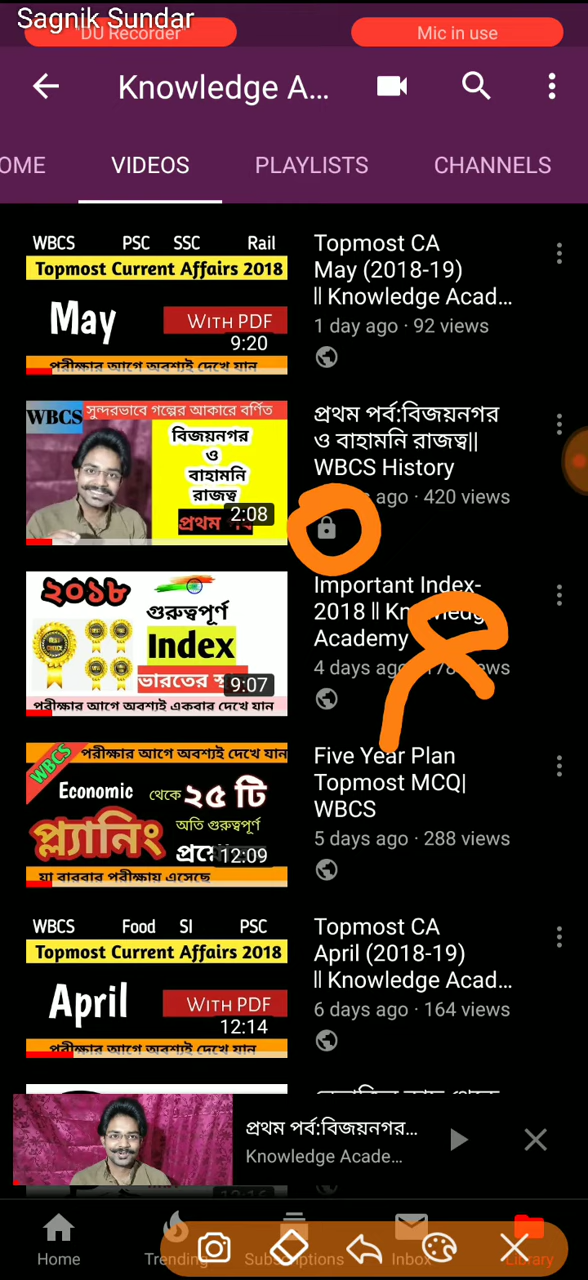 Sagnik Sundar
"DU Recorder"
Mic in use
Knowledge A...
OME
VIDEOS
PLAYLISTS
CHANNELS
WBCS PSC SSC Rail
Topmost Current Affairs 2018
May
WITH PDF
9:20
পরীক্ষার আগে অবশ্যই দেখে যান
Topmost CA
May (2018-19)
|| Knowledge Acad...
1 day ago · 92 views
WBCS
সুন্দরভাবে গল্পের আকারে বর্ণিত
বিজয়নগর
ও
বাহামনি
রাজত্ব
প্রথম
2:08
প্রথম পর্ব:বিজয়নগর
ও বাহামনি রাজত্ব||
WBCS History
ago · 420 views
২০১৮
গুরুত্বপূর্ণ
Index
ভারতের
9:07
পরীক্ষার আগে অবশ্যই একবার দেখে যান
Important Index-
2018 ||
Academy
4 days
WBCS
পরীক্ষার আগে অবশ্যই দেখে যান
Economic থেকে ২৫ টি
প্ল্যানিং
অতি গুরুত্বপূর্ণ
12:09
যা বারবার পরীক্ষায় এসেছে
Five Year Plan
Topmost MCQ|
WBCS
5 days ago · 288 views
WBCS Food SI PSC
Topmost Current Affairs 2018
April
WITH PDF
12:14
পরীক্ষার আগে অবশ্যই দেখে যান
Topmost CA
April (2018-19)
|| Knowledge Acad...
6 days ago · 164 views
প্রথম পর্ব:বিজয়নগর...
Knowledge Acade...
Home
Trending
Subscriptions
Inbox
Library